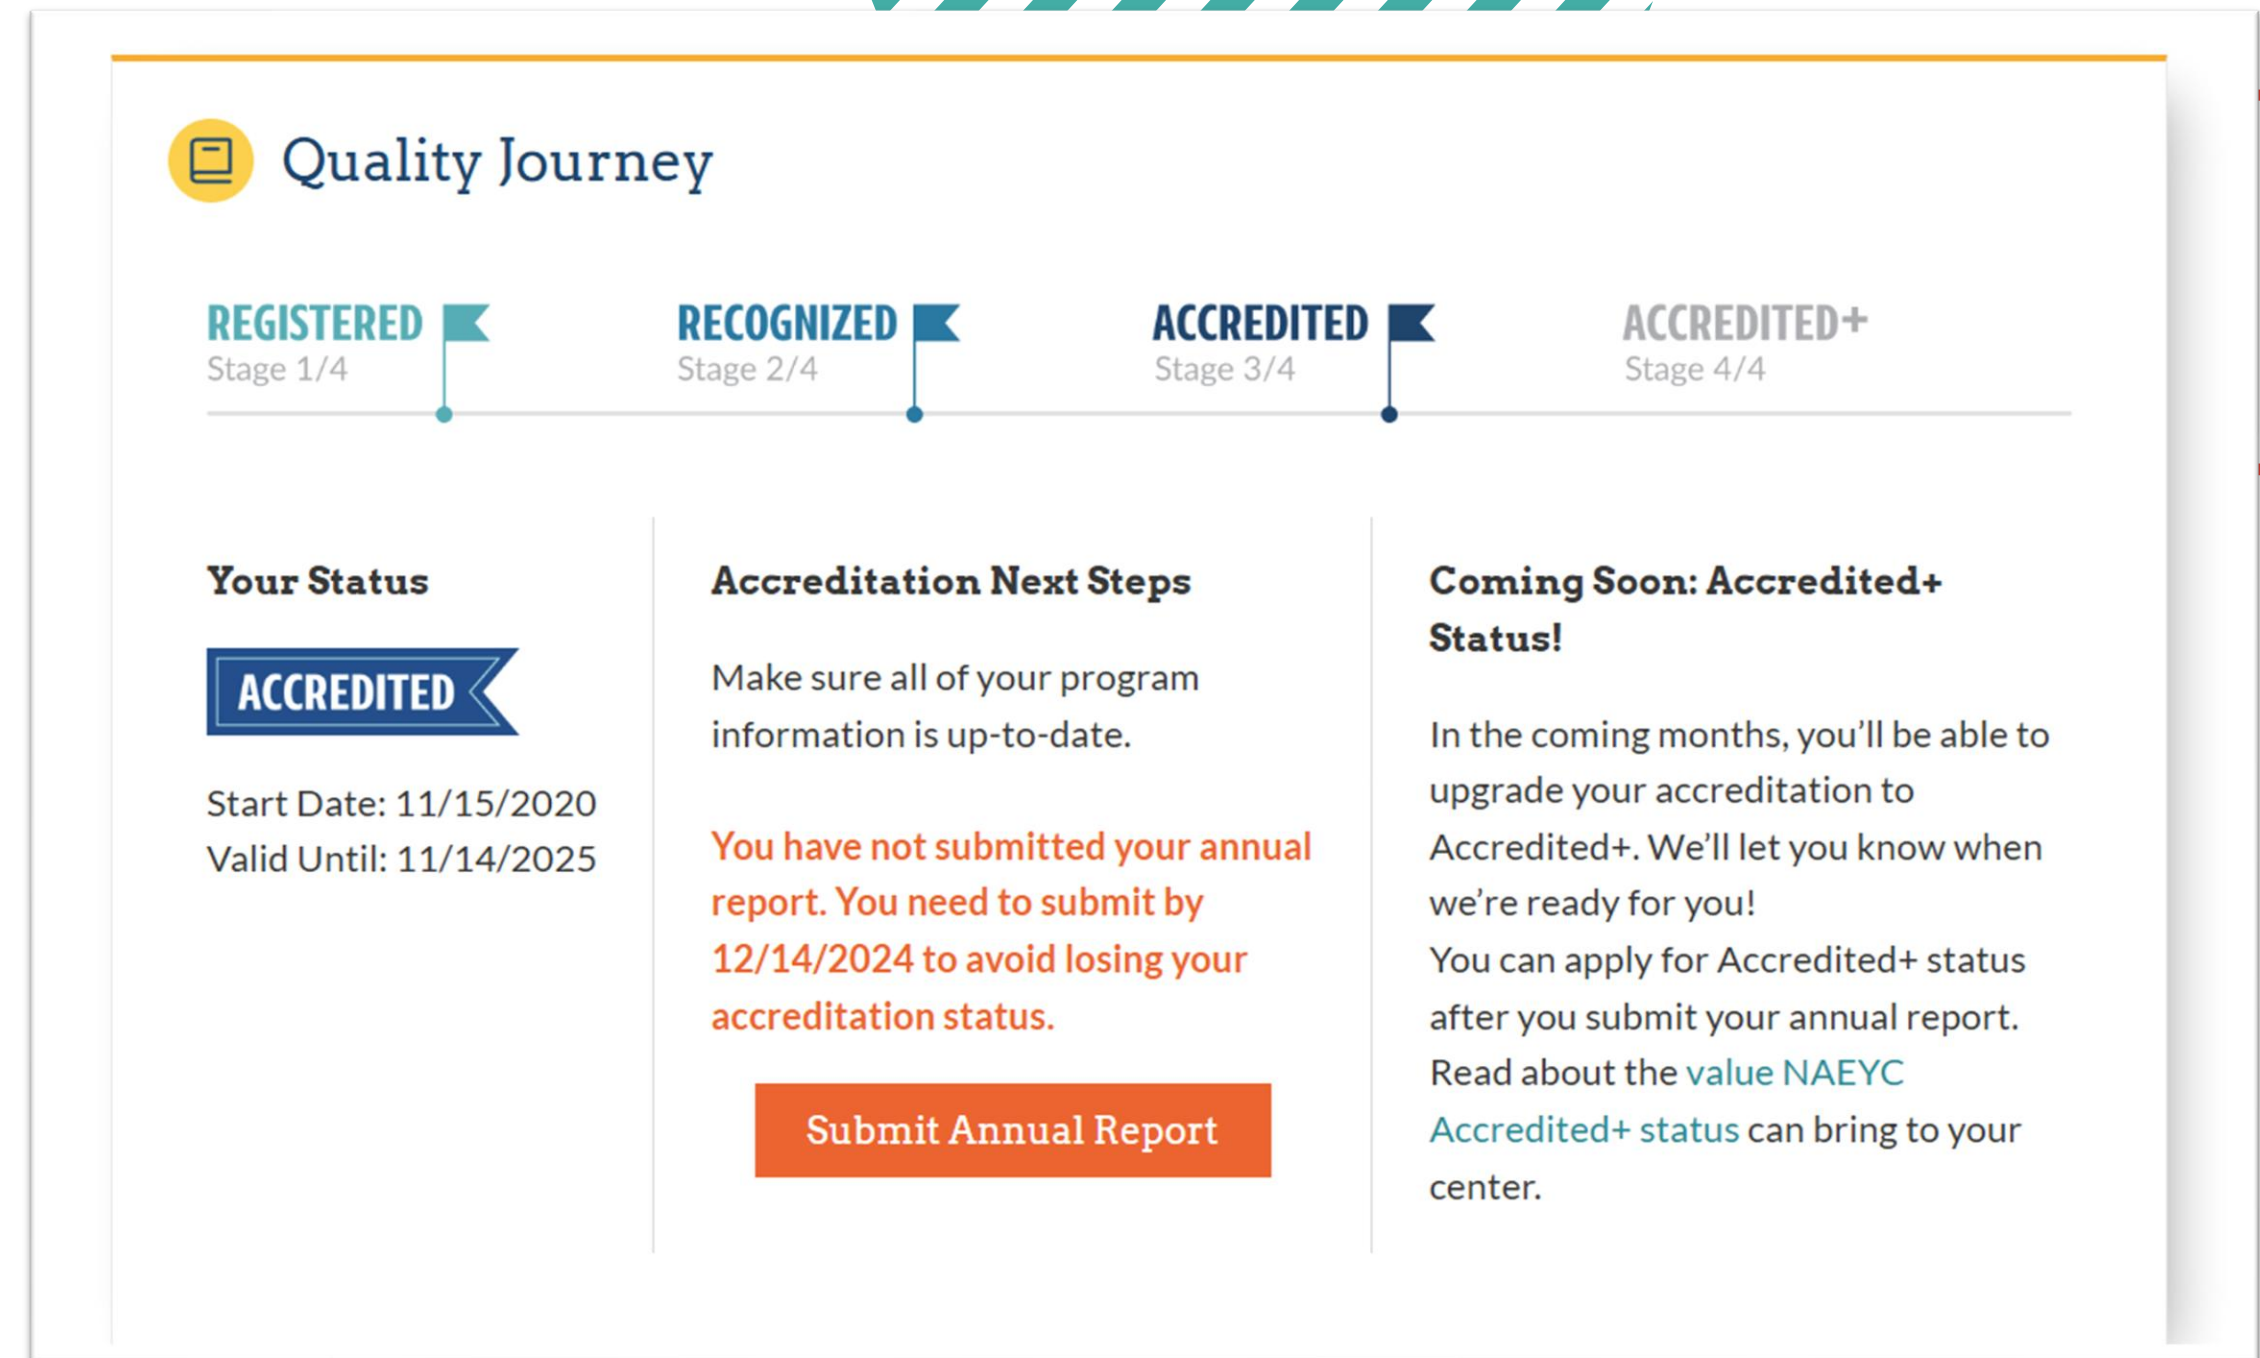 Quality Journey
REGISTERED
Stage 1/4
RECOGNIZED
Stage 2/4
ACCREDITED
Stage 3/4
ACCREDITED+
Stage 4/4
Your Status
ACCREDITED
Start Date: 11/15/2020
Valid Until: 11/14/2025
Accreditation Next Steps
Make sure all of your program
information is up-to-date.
You have not submitted your annual
report. You need to submit by
12/14/2024 to avoid losing your
accreditation status.
Submit Annual Report
Coming Soon: Accredited+
Status!
In the coming months, you’ll be able to
upgrade your accreditation to
Accredited+. We’ll let you know when
we’re ready for you!
You can apply for Accredited+ status
after you submit your annual report.
Read about the value NAEYC
Accredited+ status can bring to your
center.